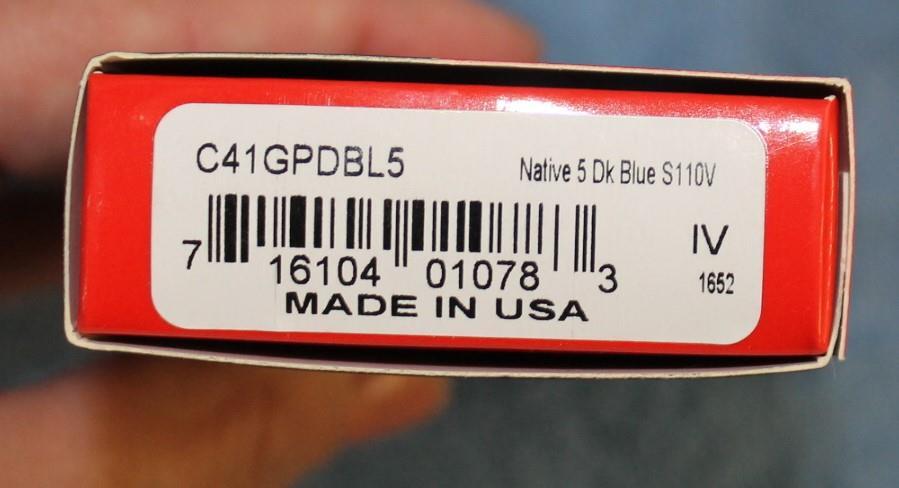 C41GPDBL5 Native 5 Dk Blue S110V
IV
7 16104 01078 3 1652
MADE IN USA